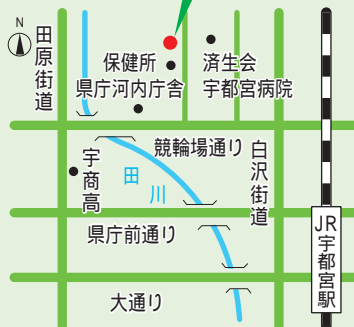 N
田原街道
保健所
済生会
宇都宮病院
県庁河内庁舎
競輪場通り
白沢街道
宇商高
田川
県庁前通り
JR宇都宮駅
大通り